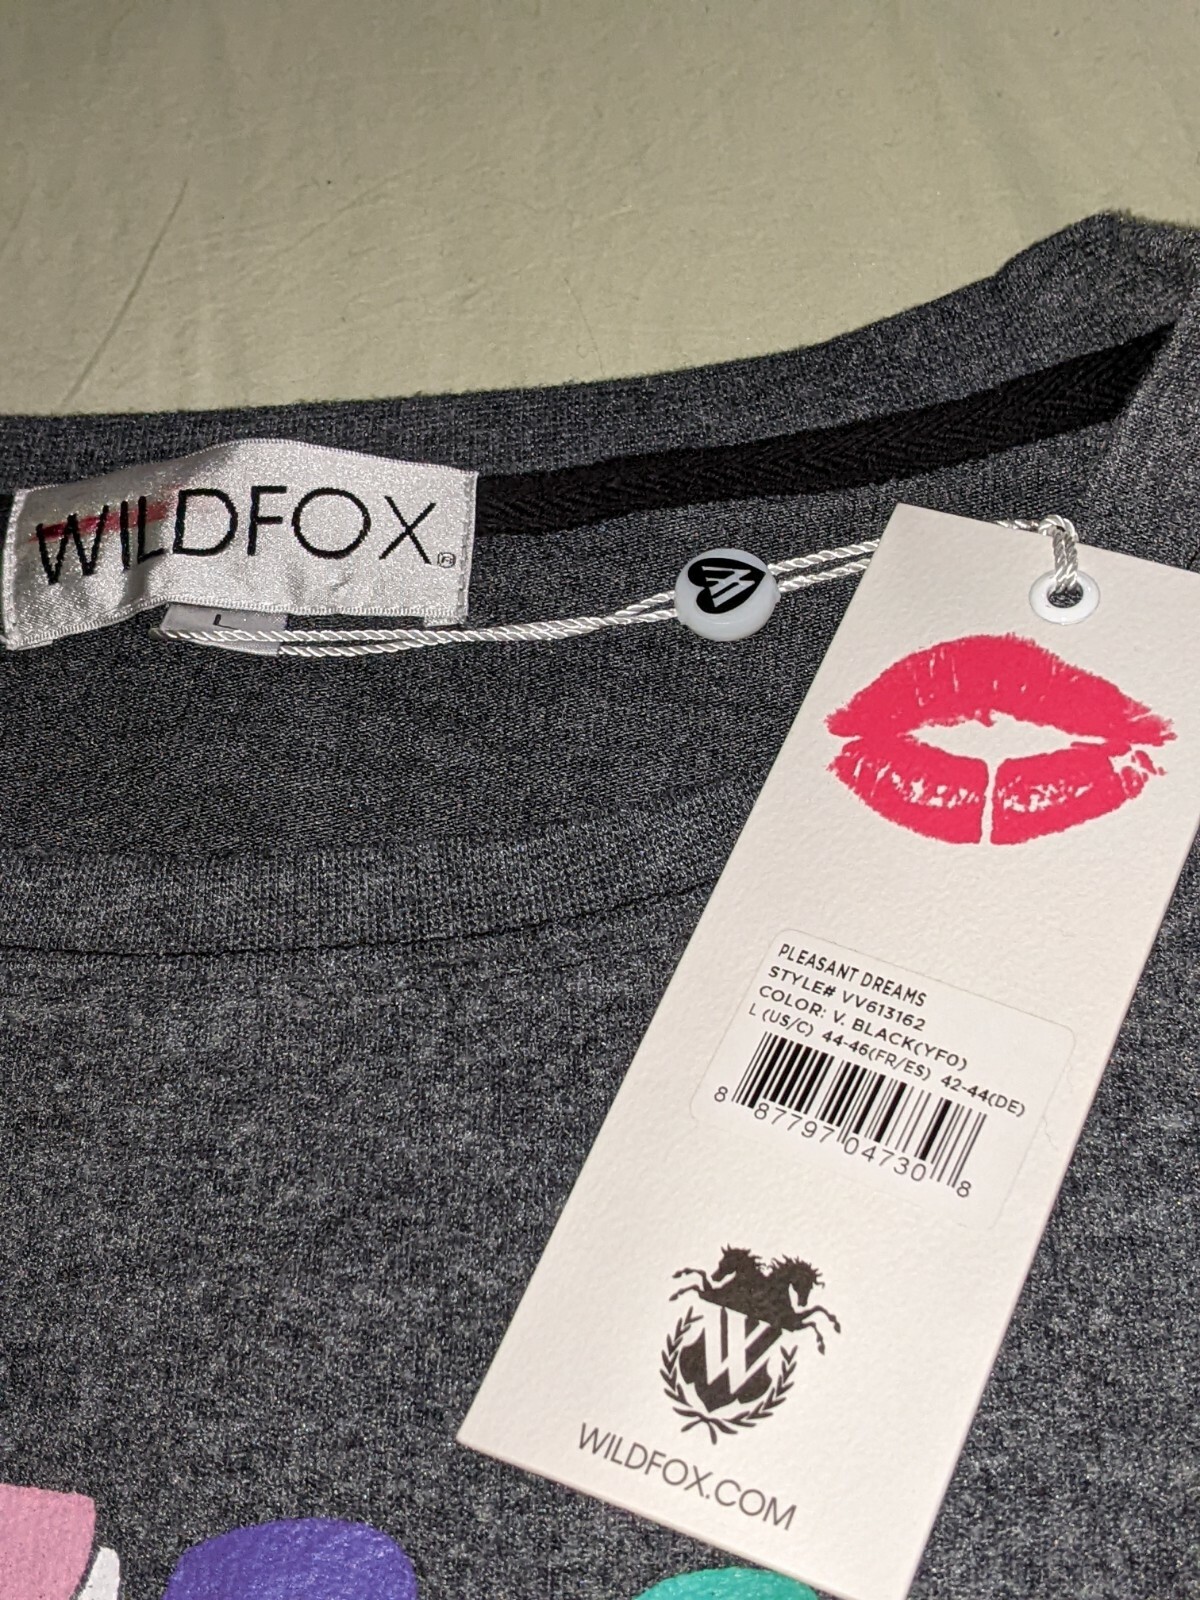 WILDFOX®
L
PLEASANT DREAMS
STYLE# VV613162
COLOR: V. BLACK(YF0)
L (US/C) 44-46(FR/ES) 42-44(DE)
8 87797 04730 8
W
WILDFOX.COM